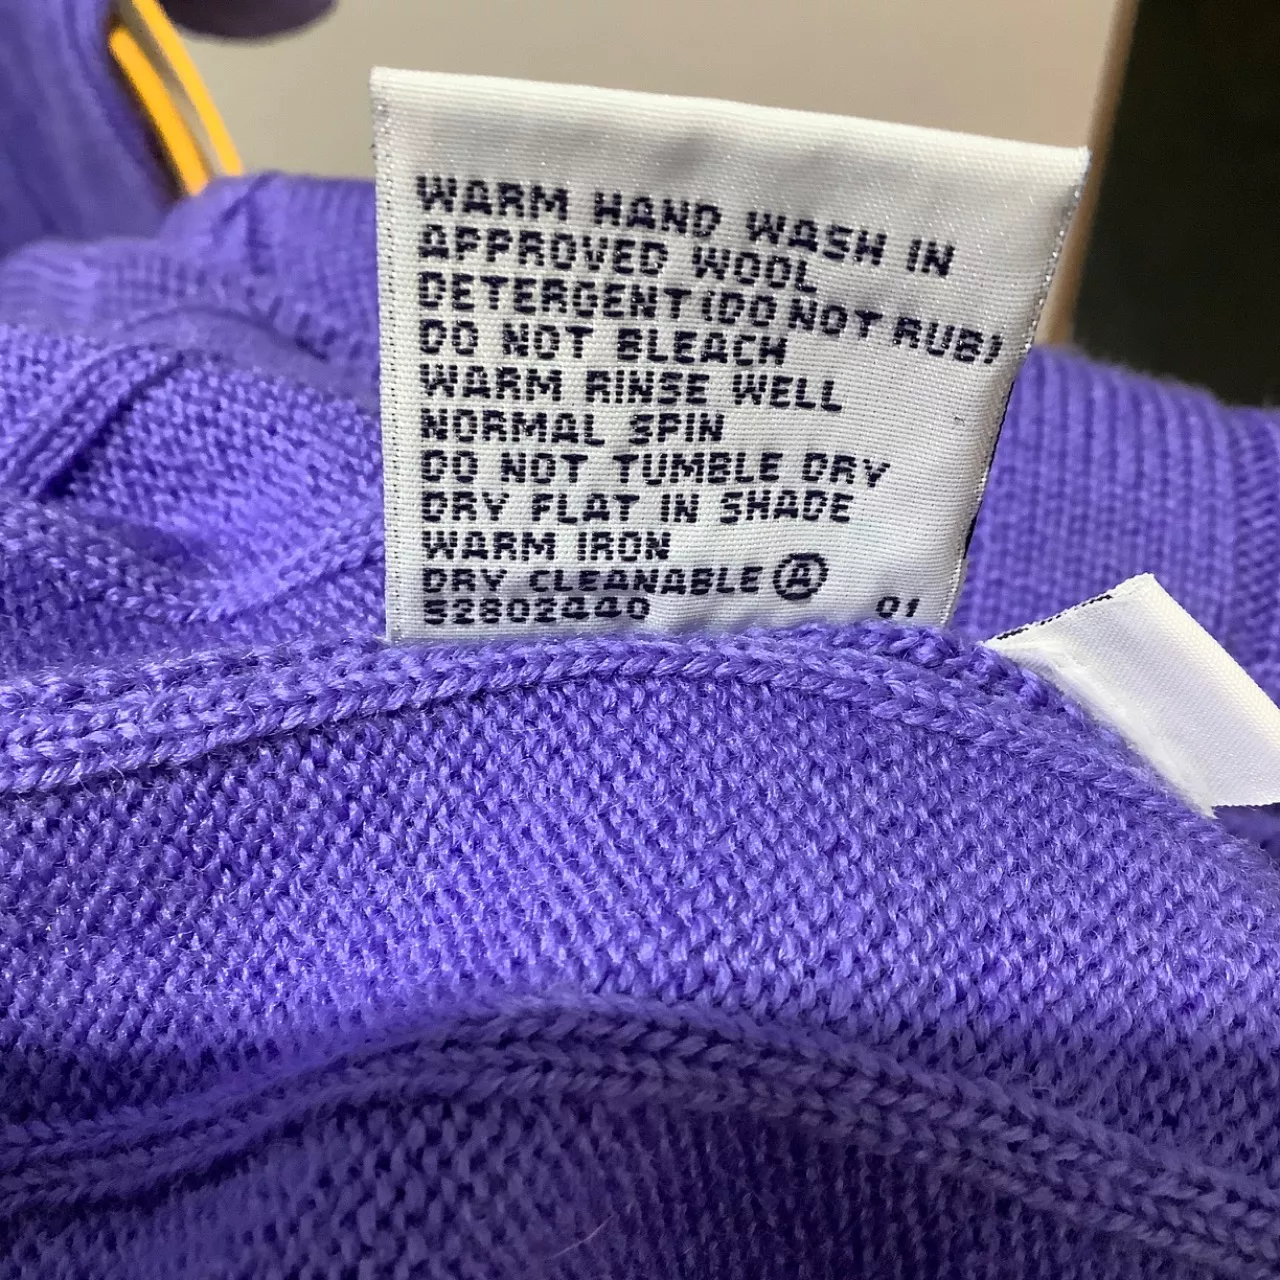 WARM HAND WASH IN
APPROVED WOOL
DETERGENT (DO NOT RUB)
DO NOT BLEACH
WARM RINSE WELL
NORMAL SPIN
DO NOT TUMBLE DRY
DRY FLAT IN SHADE
WARM IRON
DRY CLEANABLE Ⓐ
52802440 01